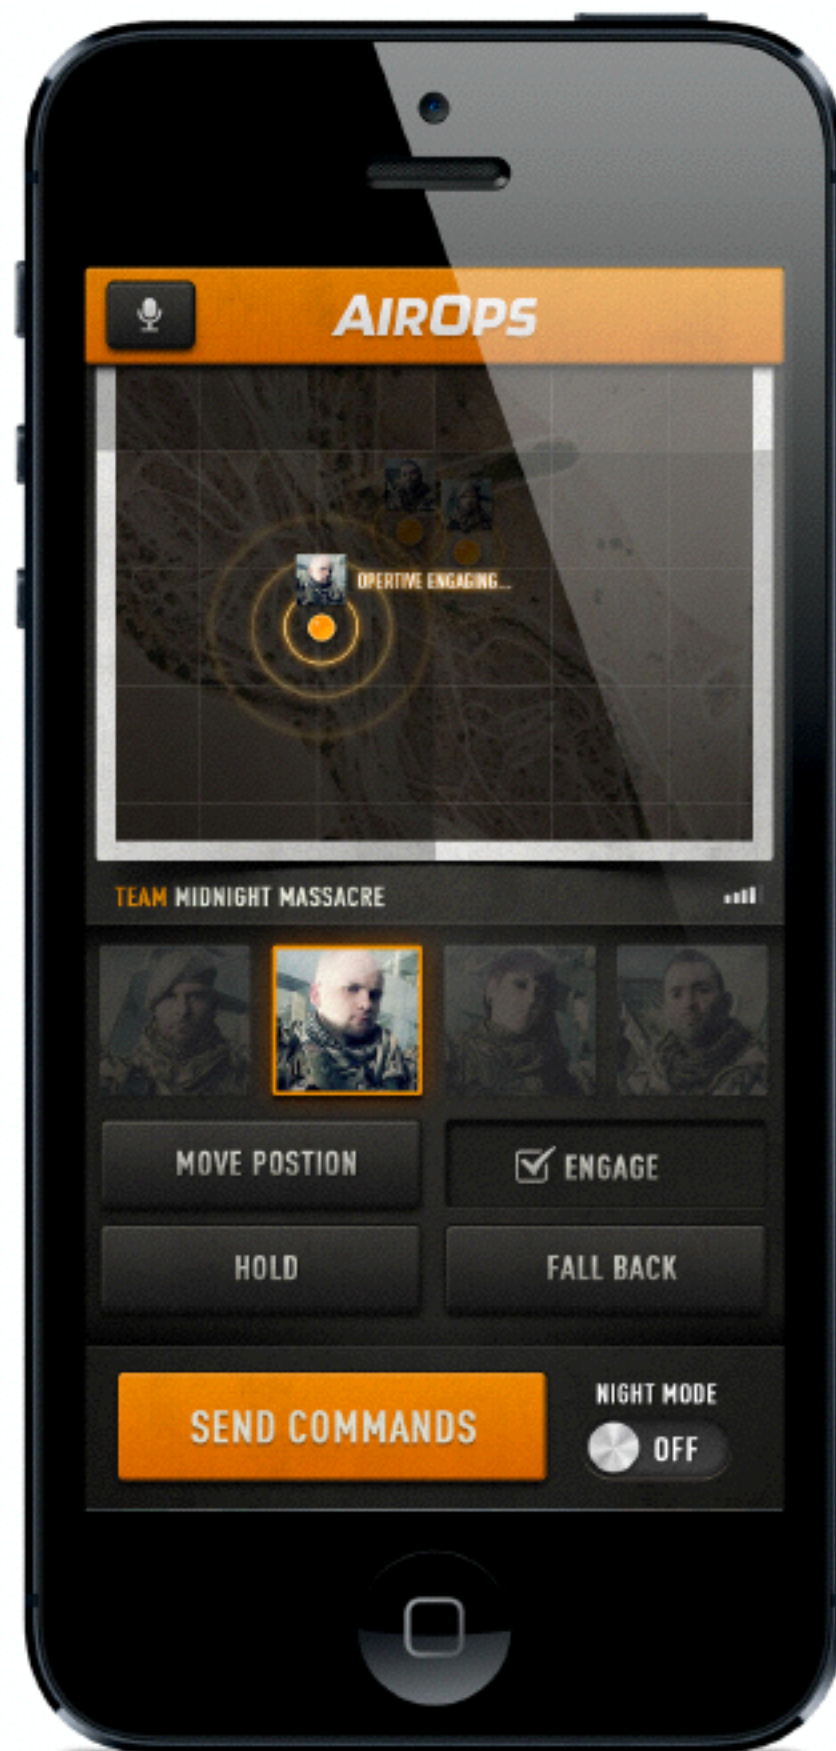 AIROPS
OPERTIVE ENGAGING...
TEAM MIDNIGHT MASSACRE
MOVE POSTION
ENGAGE
HOLD
FALL BACK
NIGHT MODE
SEND COMMANDS
OFF